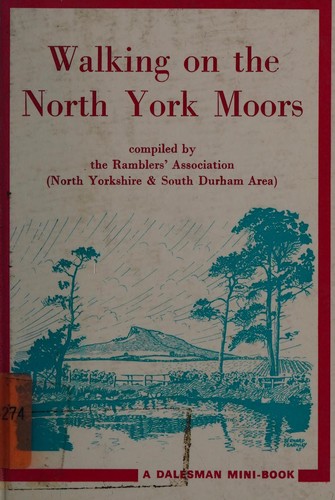 Walking on the
North York Moors
compiled by
the Ramblers' Association
(North Yorkshire & South Durham Area)
274
A DALESMAN MINI-BOOK